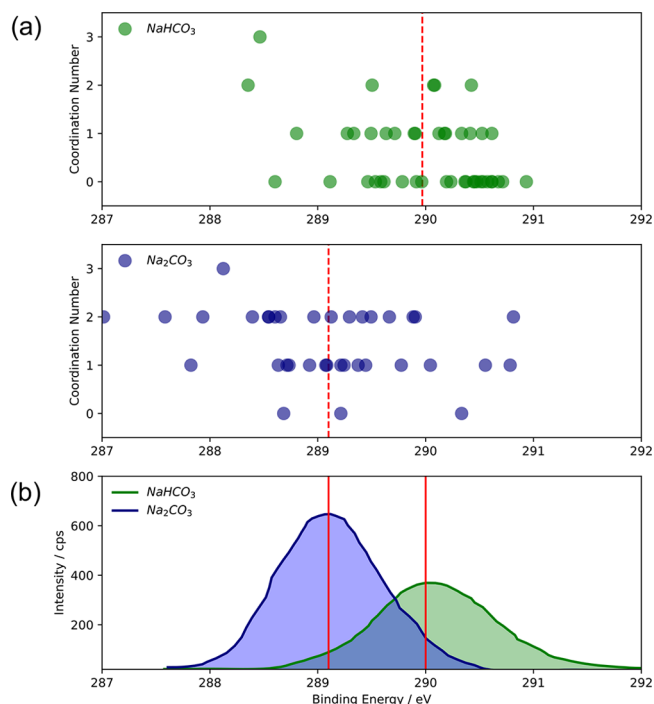 (a)
NaHCO₃
Coordination Number
3
2
1
0
287 288 289 290 291 292
Na₂CO₃
Coordination Number
3
2
1
0
287 288 289 290 291 292
(b)
NaHCO₃
Na₂CO₃
Intensity / cps
800
600
400
200
287 288 289 290 291 292
Binding Energy / eV